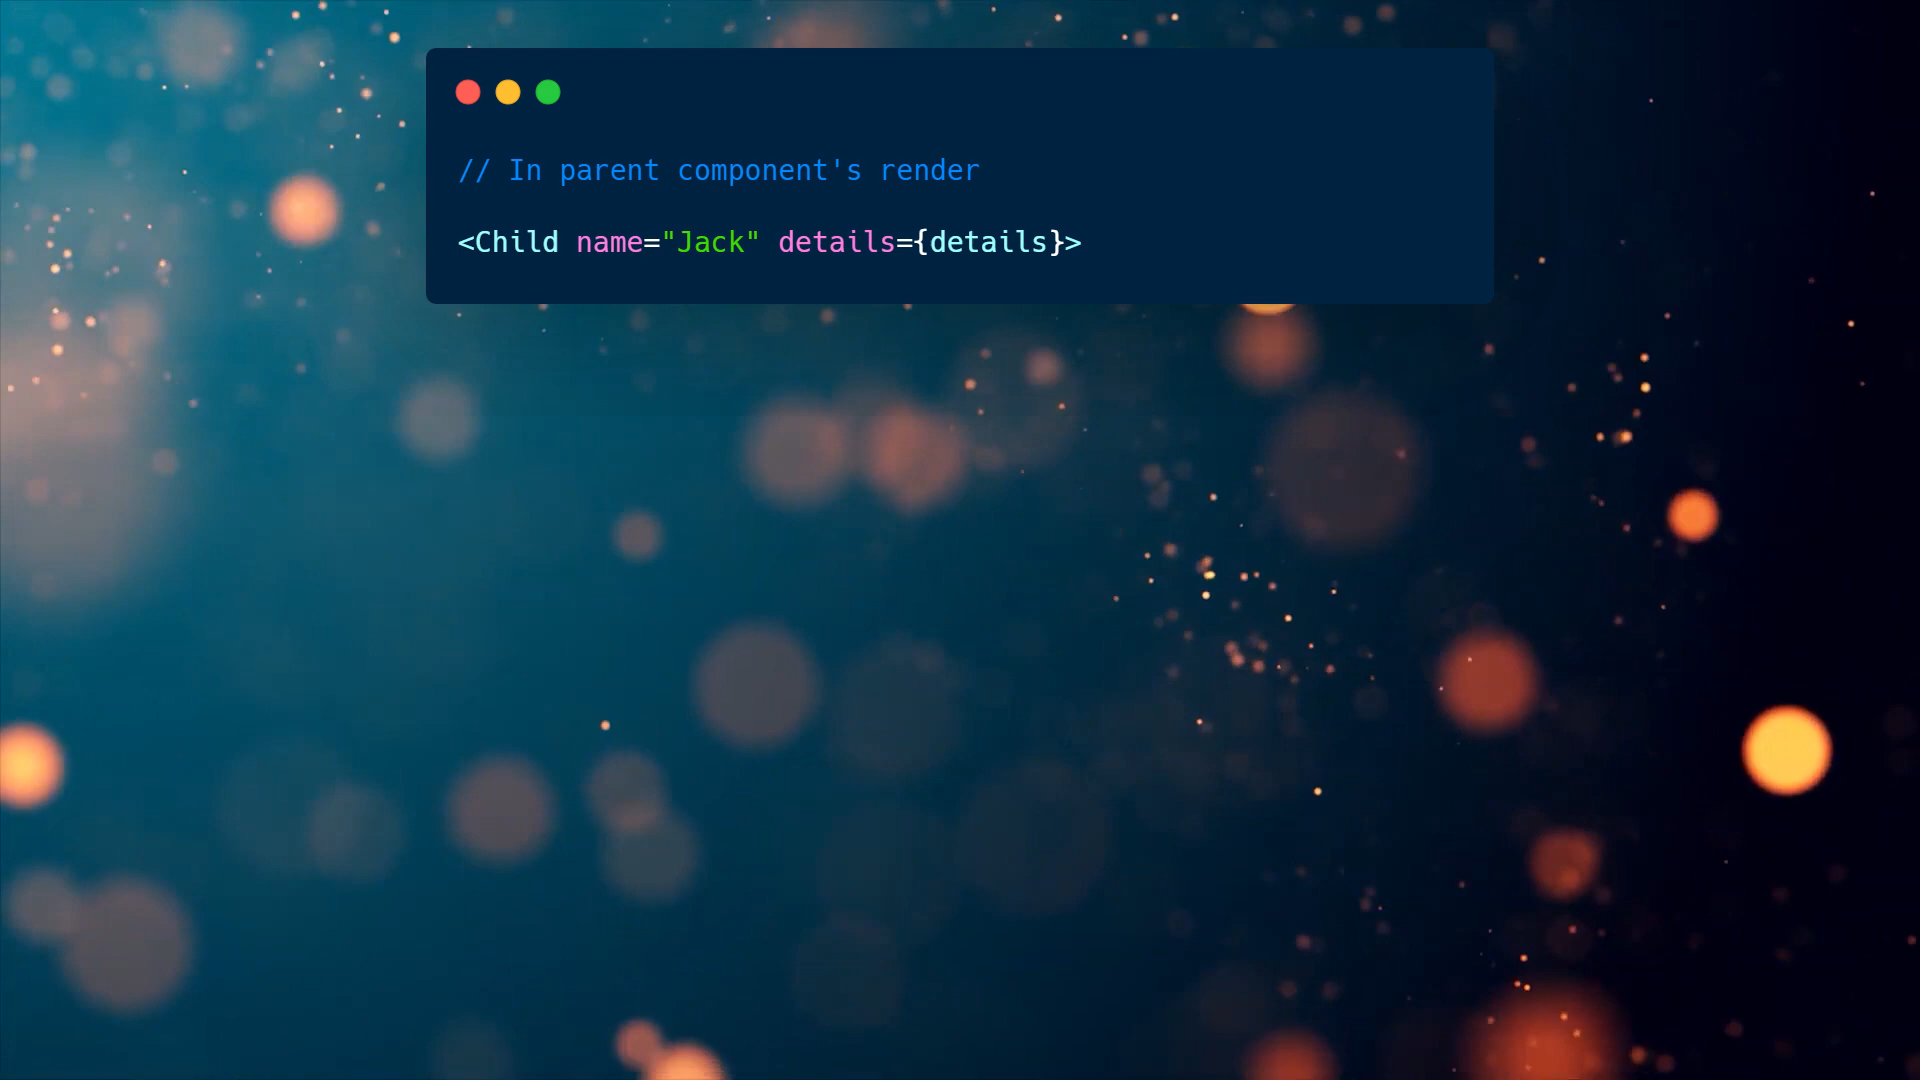 // In parent component's render
<Child name="Jack" details={details}>